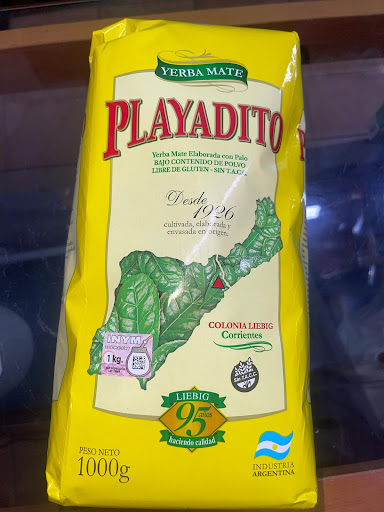 YERBA MATE
PLAYADITO
Yerba Mate Elaborada con Palo
BAJO CONTENIDO DE POLVO
LIBRE DE GLUTEN - SIN T.A.C.C.
Desde
1926
cultivada, elaborada y
envasada en origen.
COLONIA LIEBIG
Corrientes
INYM
1 kg.
SIN T.A.C.C.
LIEBIG
95
años
haciendo calidad
PESO NETO
1000g
INDUSTRIA
ARGENTINA